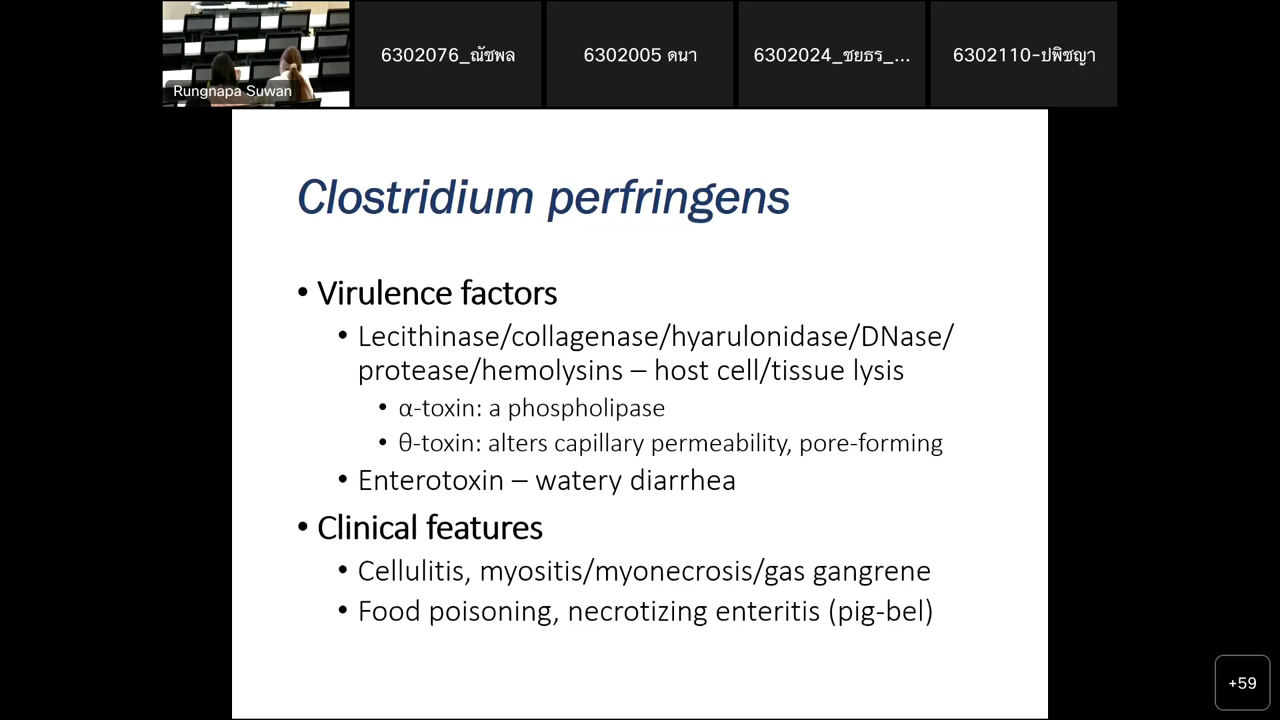 Rungnapa Suwan
6302076_ณัชพล
6302005 ดนา
6302024_ชยธร_...
6302110-ปพิชญา
Clostridium perfringens
• Virulence factors
• Lecithinase/collagenase/hyarulonidase/DNase/
protease/hemolysins – host cell/tissue lysis
• α-toxin: a phospholipase
• θ-toxin: alters capillary permeability, pore-forming
• Enterotoxin – watery diarrhea
• Clinical features
• Cellulitis, myositis/myonecrosis/gas gangrene
• Food poisoning, necrotizing enteritis (pig-bel)
+59